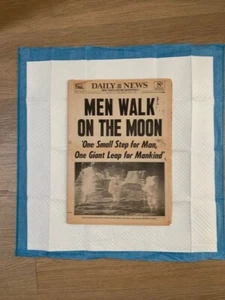 DAILY NEWS
MEN WALK
ON THE MOON
'One Small Step for Man,
One Giant Leap for Mankind'